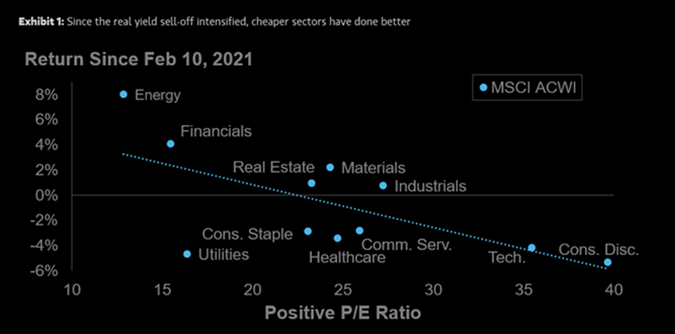 Exhibit 1: Since the real yield sell-off intensified, cheaper sectors have done better
Return Since Feb 10, 2021
MSCI ACWI
8%
Energy
6%
Financials
4%
Real Estate
Materials
2%
Industrials
0%
-2%
Cons. Staple
Comm. Serv.
-4%
Utilities
Healthcare
Tech.
Cons. Disc.
-6%
10 15 20 25 30 35 40
Positive P/E Ratio